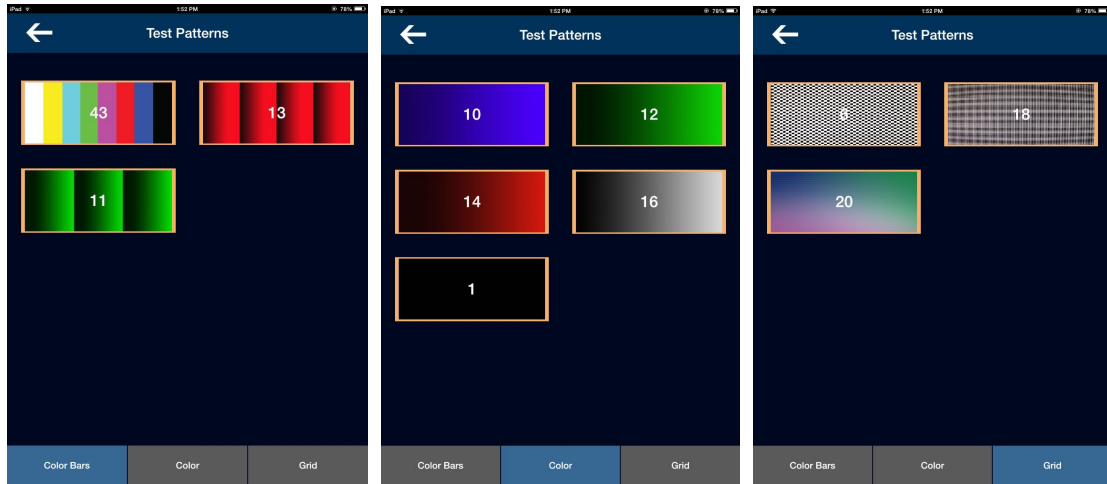 iPad 1:52 PM 78%
Test Patterns
43 13
11
Color Bars Color Grid
iPad 1:52 PM 78%
Test Patterns
10 12
14 16
1
Color Bars Color Grid
iPad 1:52 PM 78%
Test Patterns
6 18
20
Color Bars Color Grid